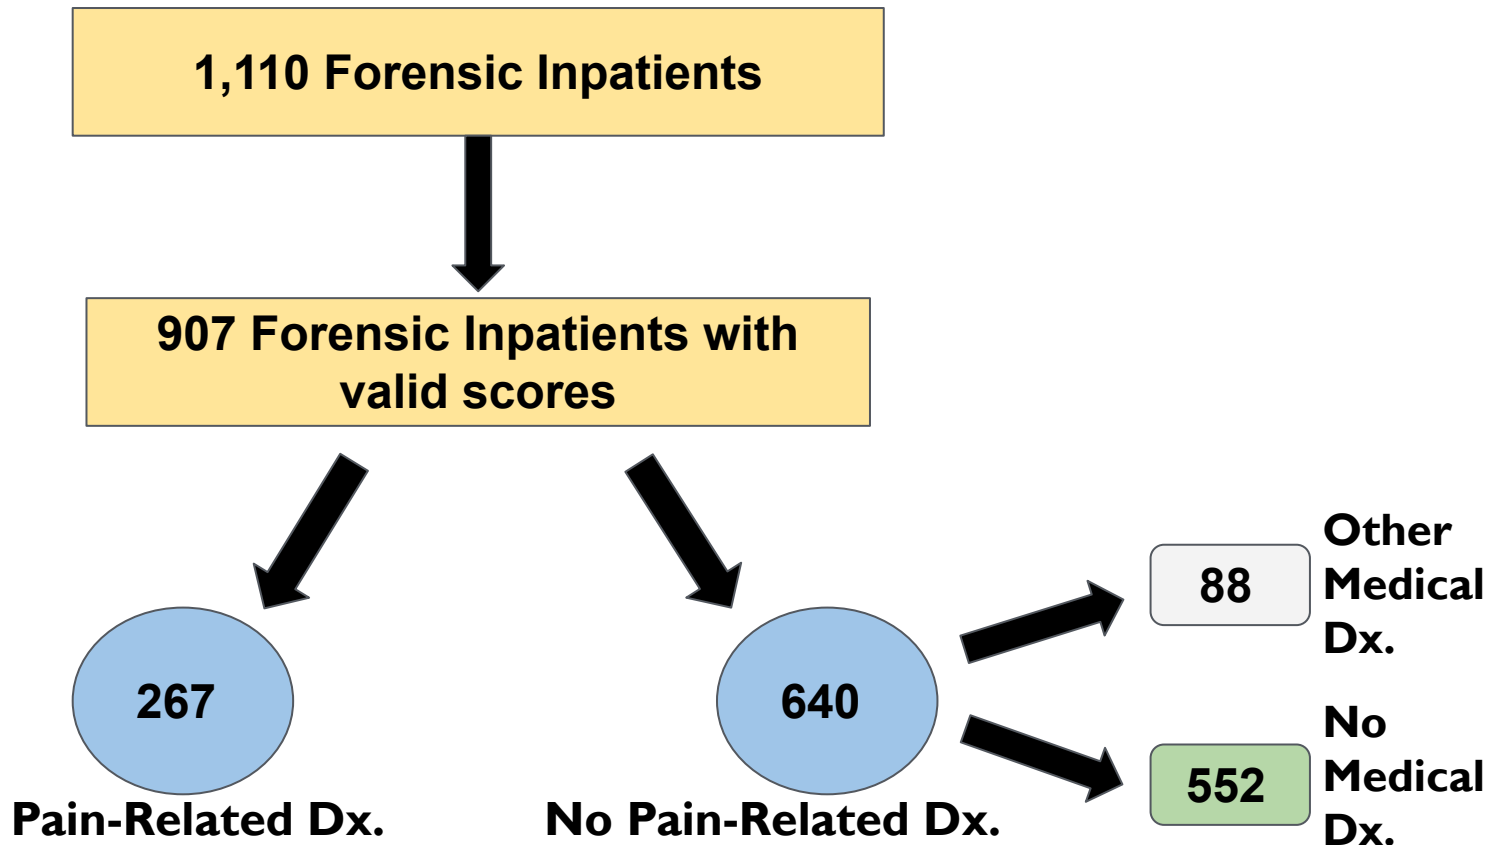 1,110 Forensic Inpatients
907 Forensic Inpatients with
valid scores
267
Pain-Related Dx.
640
No Pain-Related Dx.
88
Other
Medical
Dx.
552
No
Medical
Dx.